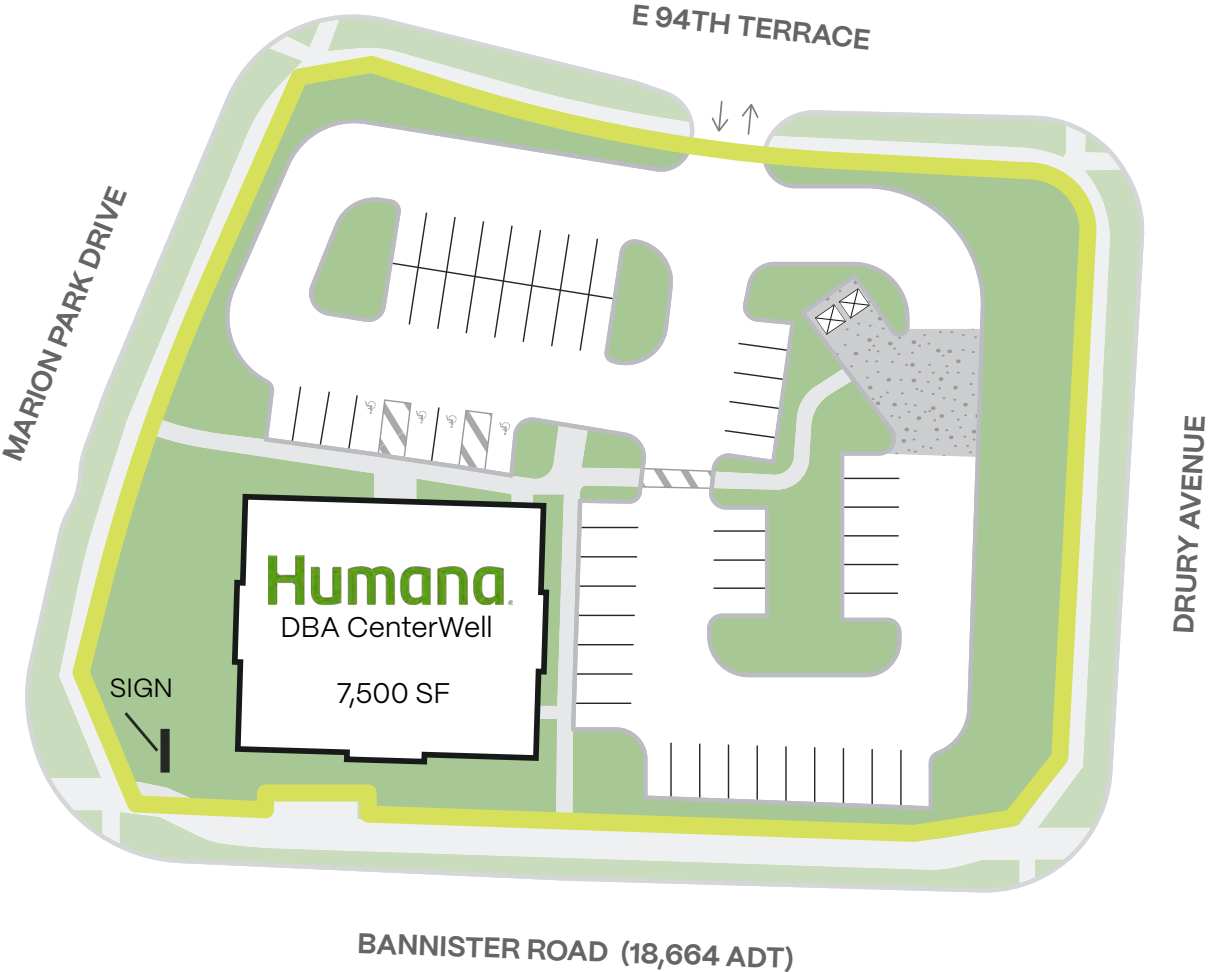 E 94TH TERRACE
MARION PARK DRIVE
DRURY AVENUE
Humana
DBA CenterWell
7,500 SF
SIGN
BANNISTER ROAD (18,664 ADT)